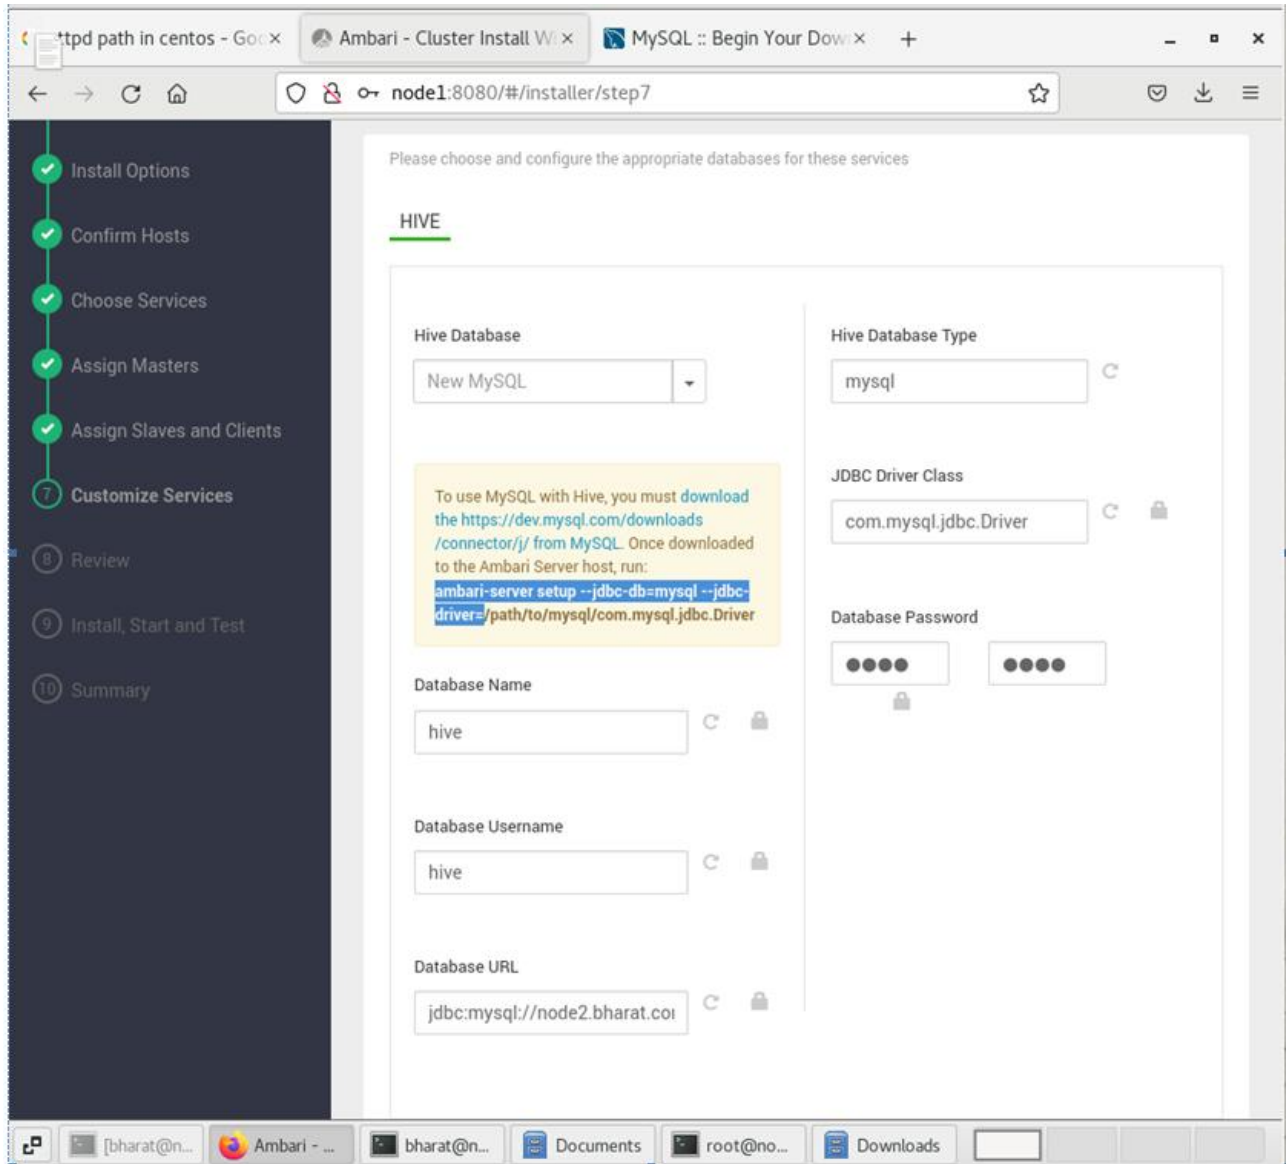 ttpd path in centos - Goo
Ambari - Cluster Install Wi
MySQL :: Begin Your Dow
node1:8080/#/installer/step7
Install Options
Confirm Hosts
Choose Services
Assign Masters
Assign Slaves and Clients
7 Customize Services
8 Review
9 Install, Start and Test
10 Summary
Please choose and configure the appropriate databases for these services
HIVE
Hive Database
New MySQL
To use MySQL with Hive, you must download
the https://dev.mysql.com/downloads
/connector/j/ from MySQL. Once downloaded
to the Ambari Server host, run:
ambari-server setup --jdbc-db=mysql --jdbc-
driver=/path/to/mysql/com.mysql.jdbc.Driver
Database Name
hive
Database Username
hive
Database URL
jdbc:mysql://node2.bharat.co
Hive Database Type
mysql
JDBC Driver Class
com.mysql.jdbc.Driver
Database Password
[bharat@n...
Ambari - ...
bharat@n...
Documents
root@no...
Downloads